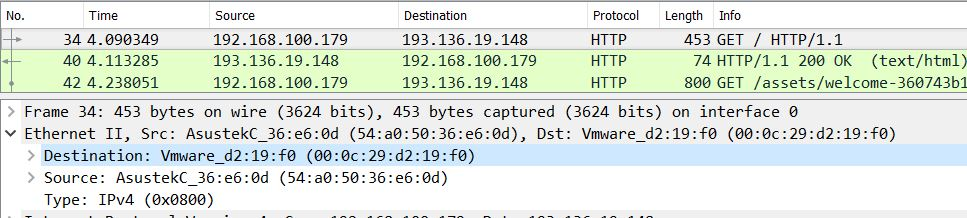 No. Time Source Destination Protocol Length Info
34 4.090349 192.168.100.179 193.136.19.148 HTTP 453 GET / HTTP/1.1
40 4.113285 193.136.19.148 192.168.100.179 HTTP 74 HTTP/1.1 200 OK (text/html)
42 4.238051 192.168.100.179 193.136.19.148 HTTP 800 GET /assets/welcome-360743b1
Frame 34: 453 bytes on wire (3624 bits), 453 bytes captured (3624 bits) on interface 0
Ethernet II, Src: AsustekC_36:e6:0d (54:a0:50:36:e6:0d), Dst: Vmware_d2:19:f0 (00:0c:29:d2:19:f0)
Destination: Vmware_d2:19:f0 (00:0c:29:d2:19:f0)
Source: AsustekC_36:e6:0d (54:a0:50:36:e6:0d)
Type: IPv4 (0x0800)